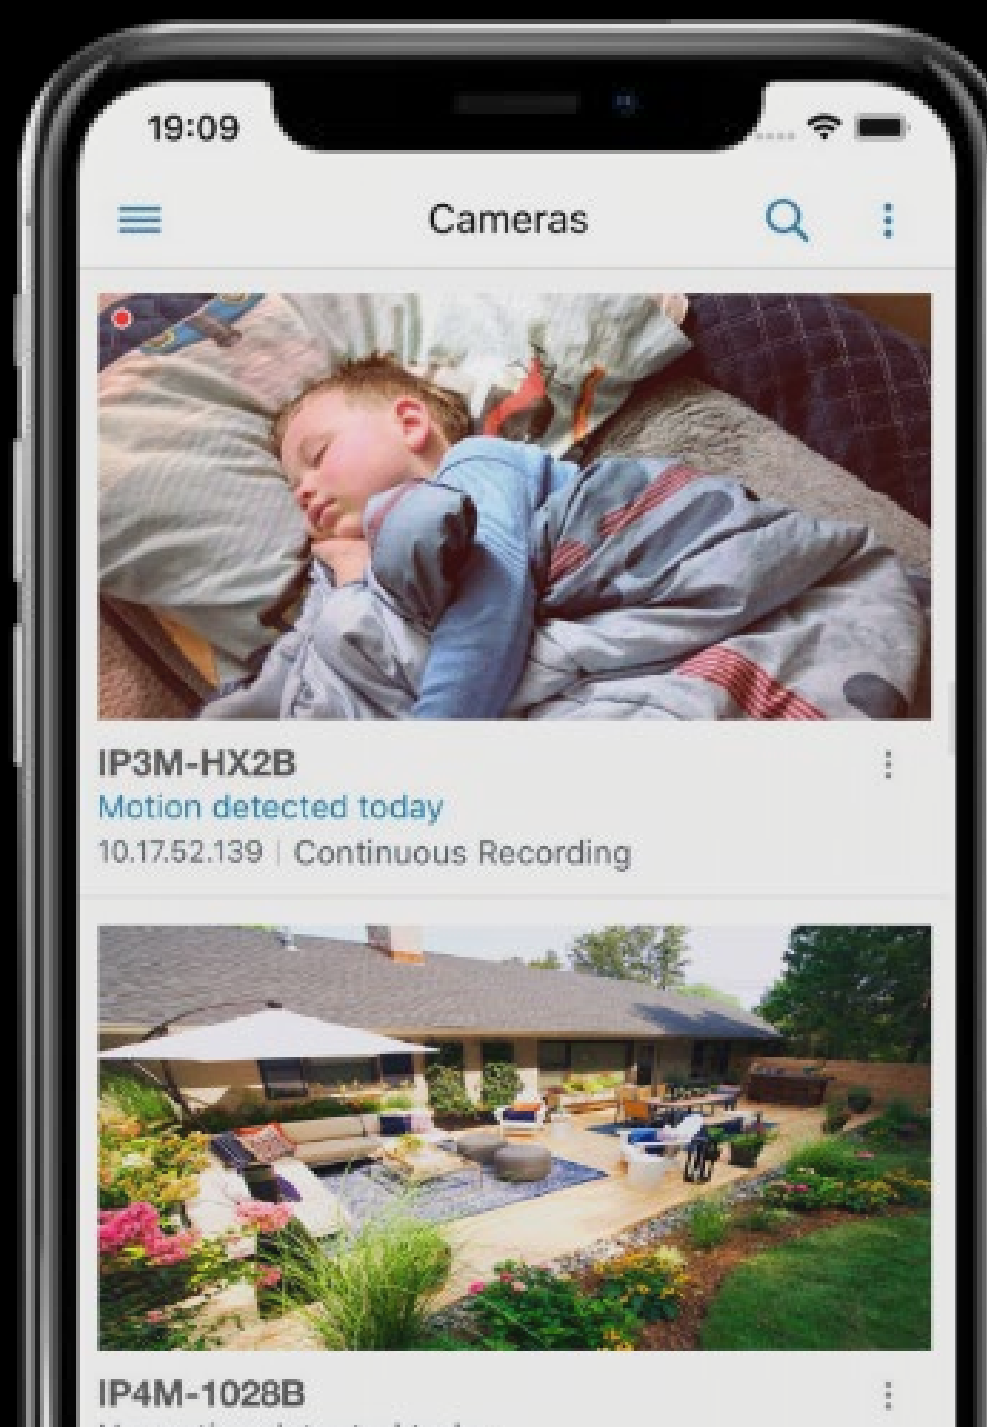 19:09
Cameras
IP3M-HX2B
Motion detected today
10.17.52.139 | Continuous Recording
IP4M-1028B